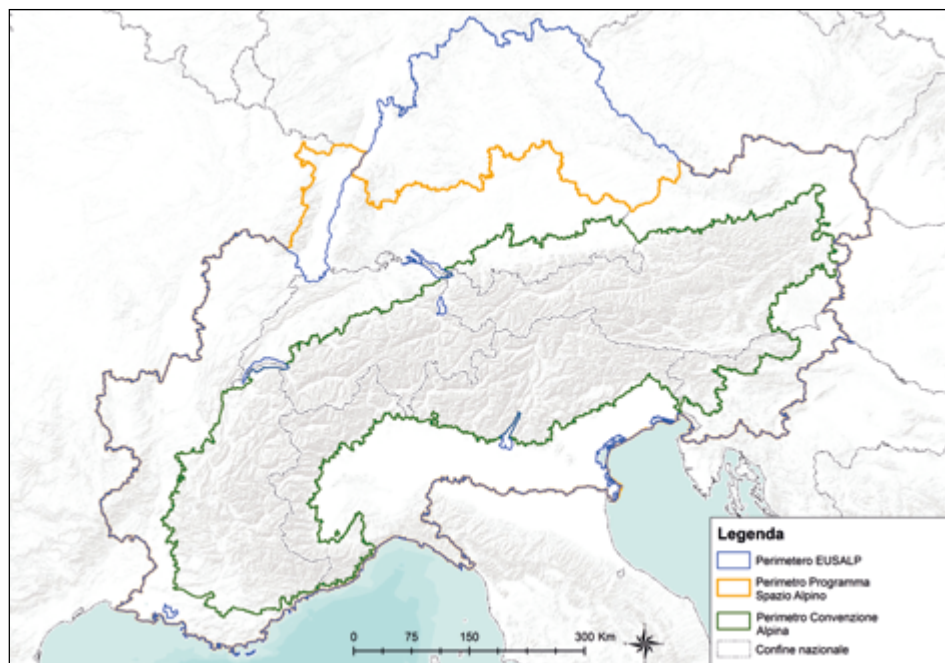 Legenda
Perimetero EUSALP
Perimetro Programma
Spazio Alpino
Perimetro Convenzione
Alpina
Confine nazionale
0 75 150 300 Km